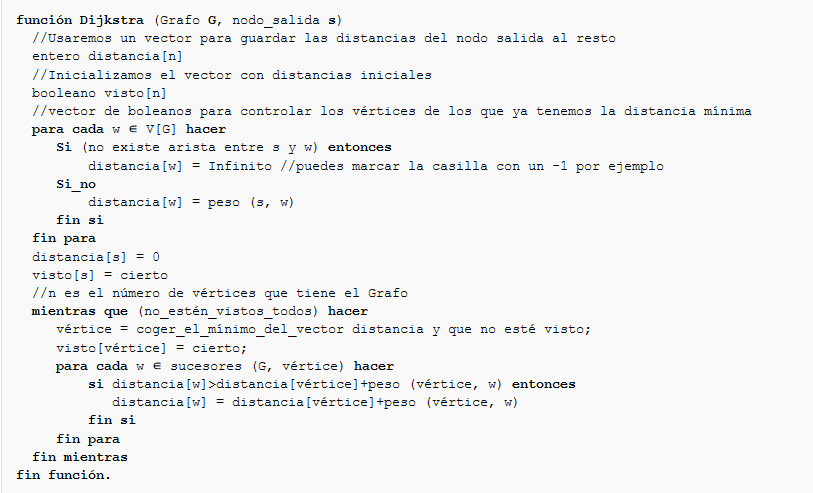 función Dijkstra (Grafo G, nodo_salida s)
//Usaremos un vector para guardar las distancias del nodo salida al resto
entero distancia[n]
//Inicializamos el vector con distancias iniciales
booleano visto[n]
//vector de boleanos para controlar los vértices de los que ya tenemos la distancia mínima
para cada w ∈ V[G] hacer
Si (no existe arista entre s y w) entonces
distancia[w] = Infinito //puedes marcar la casilla con un -1 por ejemplo
Si_no
distancia[w] = peso (s, w)
fin si
fin para
distancia[s] = 0
visto[s] = cierto
//n es el número de vértices que tiene el Grafo
mientras que (no_estén_vistos_todos) hacer
vértice = coger_el_mínimo_del_vector distancia y que no esté visto;
visto[vértice] = cierto;
para cada w ∈ sucesores (G, vértice) hacer
si distancia[w]>distancia[vértice]+peso (vértice, w) entonces
distancia[w] = distancia[vértice]+peso (vértice, w)
fin si
fin para
fin mientras
fin función.